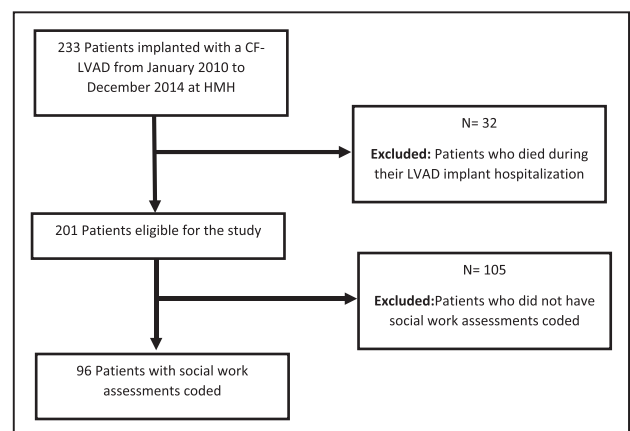 233 Patients implanted with a CF-
LVAD from January 2010 to
December 2014 at HMH
N= 32
Excluded: Patients who died during
their LVAD implant hospitalization
201 Patients eligible for the study
N= 105
Excluded:Patients who did not have
social work assessments coded
96 Patients with social work
assessments coded